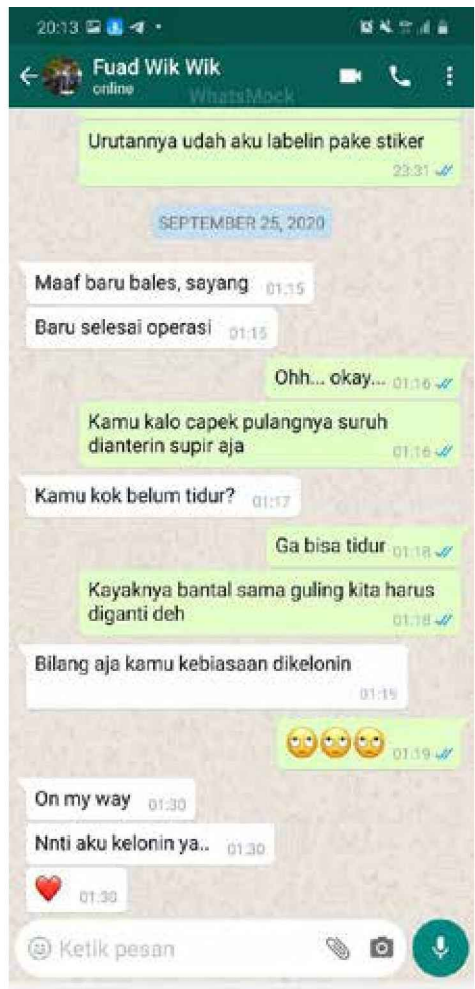 20:13
Fuad Wik Wik
online
WhatsMock
Urutannya udah aku labelin pake stiker
23:31
SEPTEMBER 25, 2020
Maaf baru bales, sayang 01:15
Baru selesai operasi 01:15
Ohh... okay... 01:16
Kamu kalo capek pulangnya suruh
dianterin supir aja 01:16
Kamu kok belum tidur? 01:17
Ga bisa tidur 01:18
Kayaknya bantal sama guling kita harus
diganti deh 01:18
Bilang aja kamu kebiasaan dikelonin
01:19
🙄🙄🙄 01:19
On my way 01:30
Nnti aku kelonin ya.. 01:30
❤️ 01:30
Ketik pesan